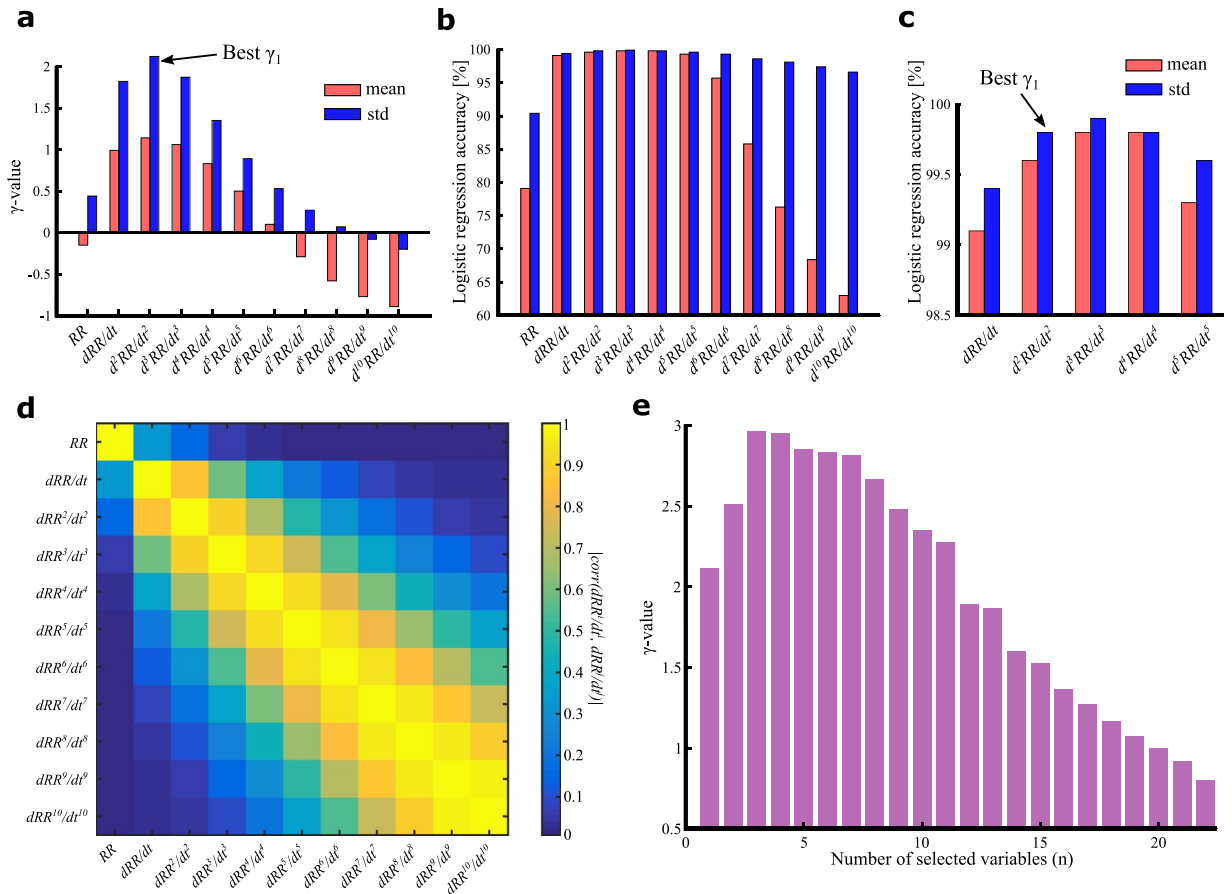 a
Best γ₁
mean
std
γ-value
2
1.5
1
0.5
0
-0.5
-1
RR
dRR/dt
d²RR/dt²
d³RR/dt³
d⁴RR/dt⁴
d⁵RR/dt⁵
d⁶RR/dt⁶
d⁷RR/dt⁷
d⁸RR/dt⁸
d⁹RR/dt⁹
d¹⁰RR/dt¹⁰
b
Logistic regression accuracy [%]
100
95
90
85
80
75
70
65
60
RR
dRR/dt
d²RR/dt²
d³RR/dt³
d⁴RR/dt⁴
d⁵RR/dt⁵
d⁶RR/dt⁶
d⁷RR/dt⁷
d⁸RR/dt⁸
d⁹RR/dt⁹
d¹⁰RR/dt¹⁰
c
mean
std
Best γ₁
Logistic regression accuracy [%]
100
99.5
99
98.5
dRR/dt
d²RR/dt²
d³RR/dt³
d⁴RR/dt⁴
d⁵RR/dt⁵
d
RR
dRR/dt
dRR²/dt²
dRR³/dt³
dRR⁴/dt⁴
dRR⁵/dt⁵
dRR⁶/dt⁶
dRR⁷/dt⁷
dRR⁸/dt⁸
dRR⁹/dt⁹
dRR¹⁰/dt¹⁰
RR
dRR/dt
dRR²/dt²
dRR³/dt³
dRR⁴/dt⁴
dRR⁵/dt⁵
dRR⁶/dt⁶
dRR⁷/dt⁷
dRR⁸/dt⁸
dRR⁹/dt⁹
dRR¹⁰/dt¹⁰
1
0.9
0.8
0.7
0.6
0.5
0.4
0.3
0.2
0.1
0
e
γ-value
3
2.5
2
1.5
1
0.5
0
5
10
15
20
Number of selected variables (n)